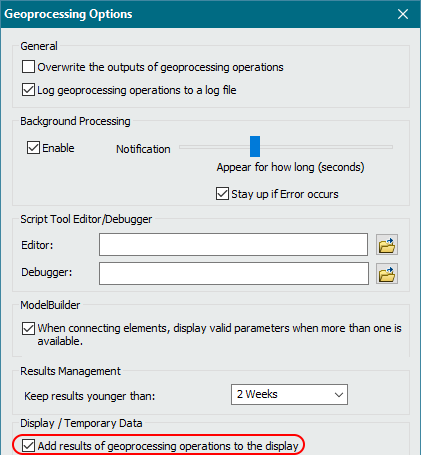 Geoprocessing Options
General
Overwrite the outputs of geoprocessing operations
Log geoprocessing operations to a log file
Background Processing
Enable
Notification
Appear for how long (seconds)
Stay up if Error occurs
Script Tool Editor/Debugger
Editor:
Debugger:
ModelBuilder
When connecting elements, display valid parameters when more than one is
available.
Results Management
Keep results younger than:
2 Weeks
Display / Temporary Data
Add results of geoprocessing operations to the display